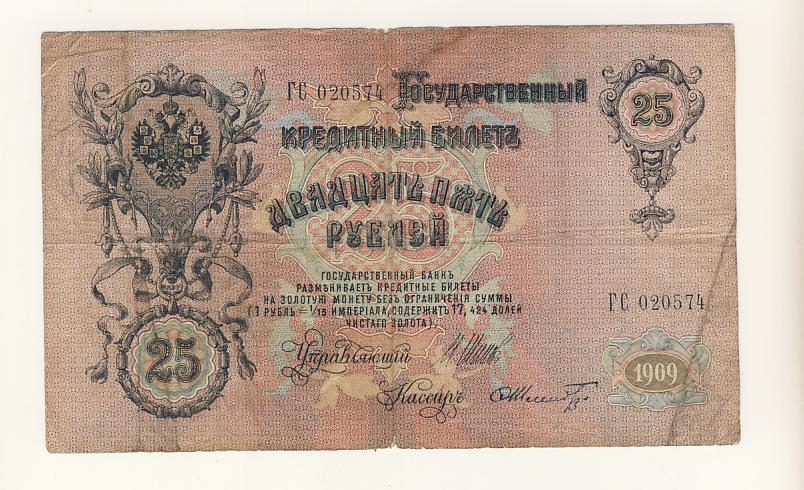 ГС 020574 Государственный
25
Кредитный Билетъ
Двадцать пять
рублей
ГОСУДАРСТВЕННЫЙ БАНКЪ
РАЗМѢНИВАЕТЪ КРЕДИТНЫЕ БИЛЕТЫ
НА ЗОЛОТУЮ МОНЕТУ БЕЗЪ ОГРАНИЧЕНІЯ СУММЫ
(1 РУБЛЬ = 1/15 ИМПЕРІАЛА, СОДЕРЖИТЪ 17,424 ДОЛЕЙ
ЧИСТАГО ЗОЛОТА).
ГС 020574
25
Управляющій
1909
Кассиръ